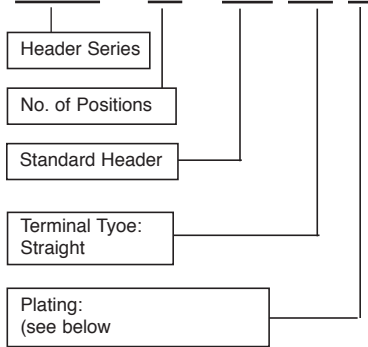 Header Series
No. of Positions
Standard Header
Terminal Tyoe:
Straight
Plating:
(see below